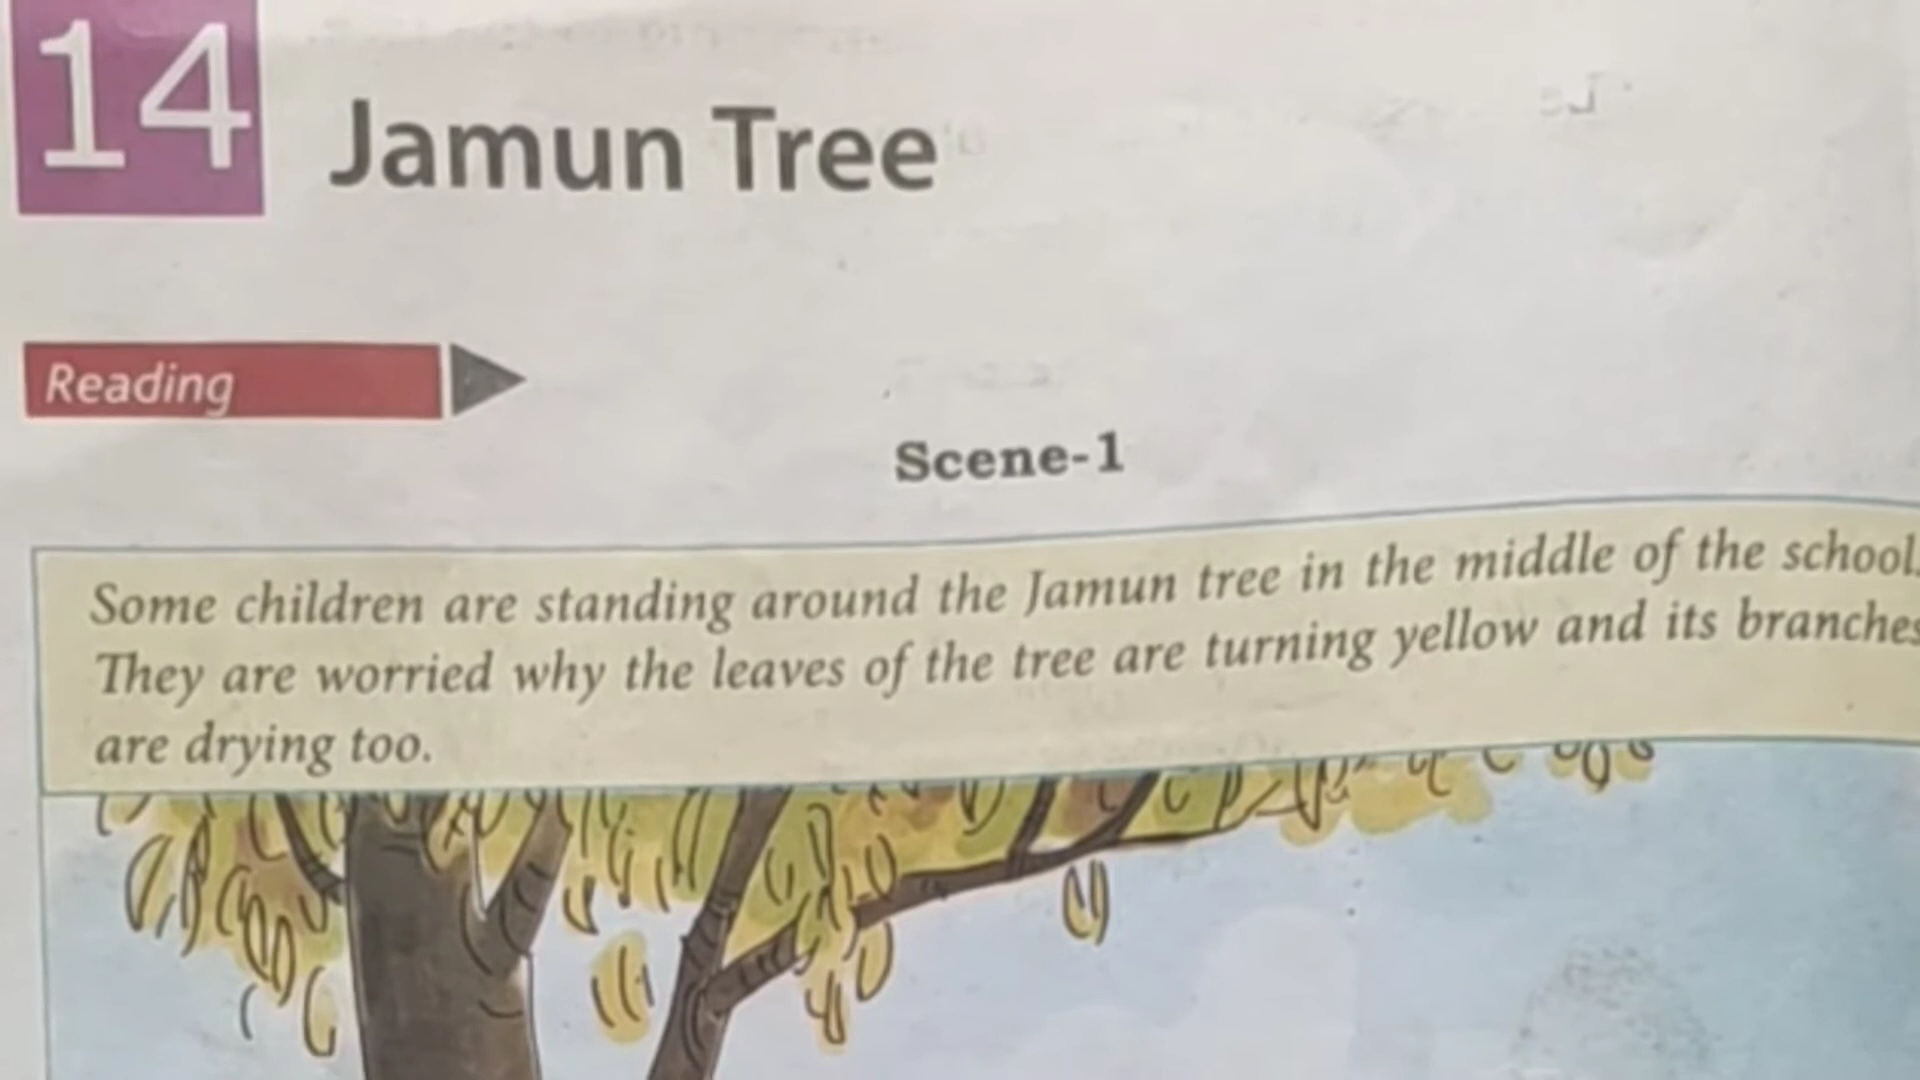 14
Jamun Tree
Reading
Scene-1
Some children are standing around the Jamun tree in the middle of the school.
They are worried why the leaves of the tree are turning yellow and its branches
are drying too.